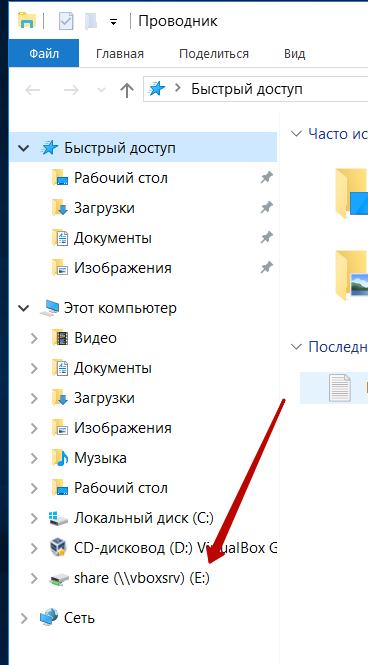 Проводник
Файл
Главная
Поделиться
Вид
Быстрый доступ
Быстрый доступ
Рабочий стол
Загрузки
Документы
Изображения
Этот компьютер
Видео
Документы
Загрузки
Изображения
Музыка
Рабочий стол
Локальный диск (C:)
CD-дисковод (D:) VirtualBox G
share (\\vboxsrv) (E:)
Сеть
Часто ис
Последн